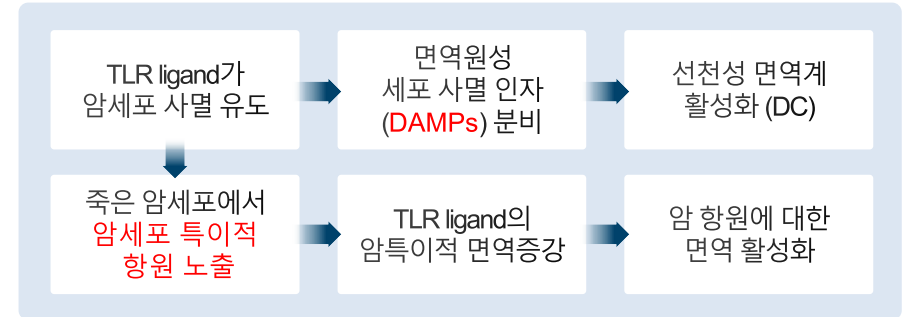 TLR ligand가
암세포 사멸 유도
면역원성
세포 사멸 인자
(DAMPs) 분비
선천성 면역계
활성화 (DC)
죽은 암세포에서
암세포 특이적
항원 노출
TLR ligand의
암특이적 면역증강
암 항원에 대한
면역 활성화